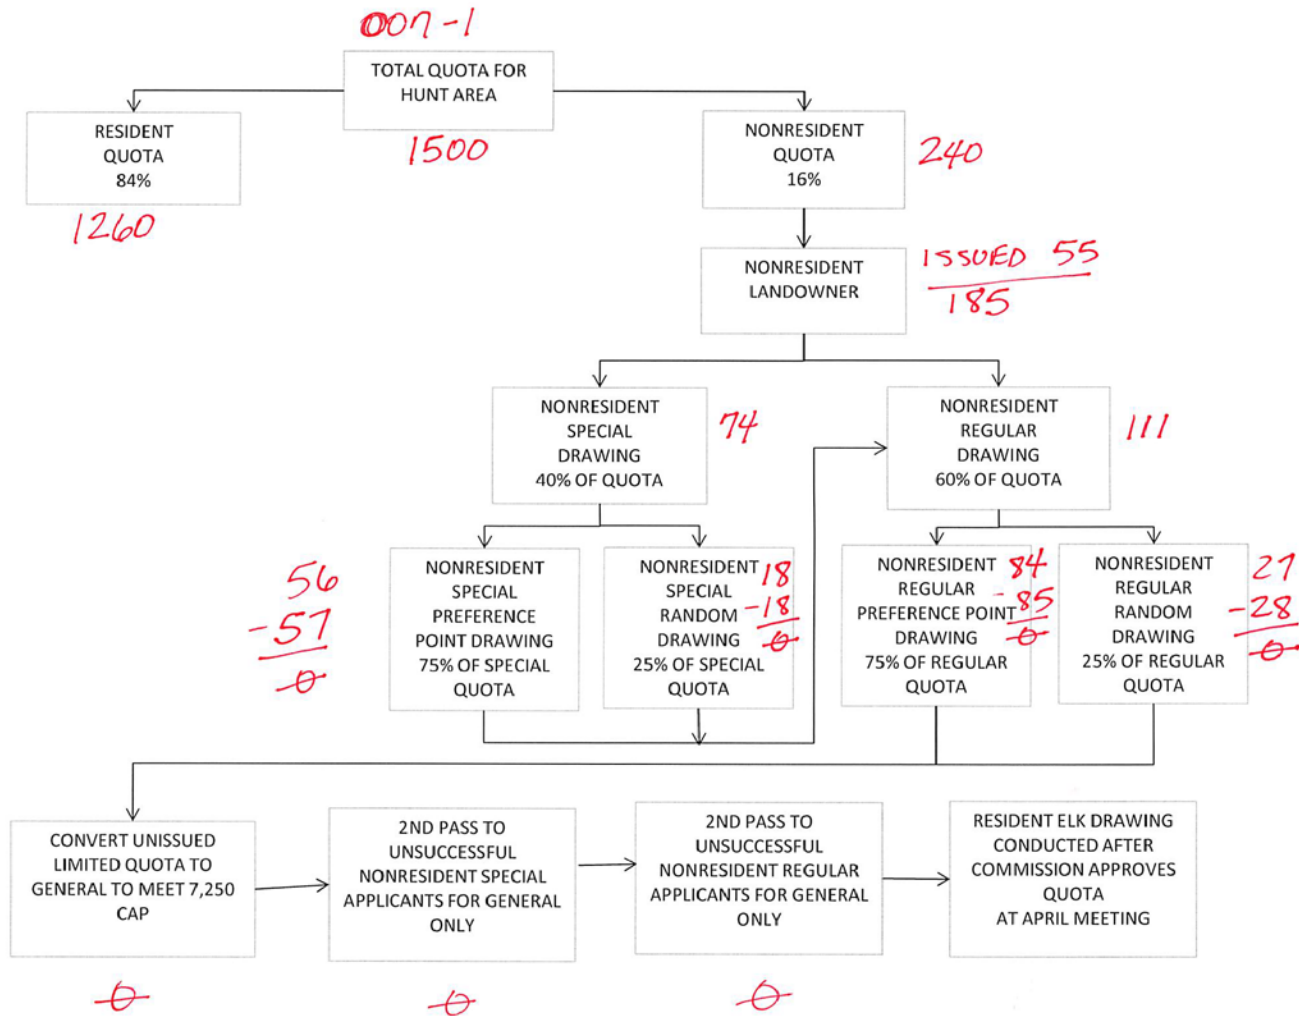 007-1
TOTAL QUOTA FOR
HUNT AREA
1500
RESIDENT
QUOTA
84%
1260
NONRESIDENT
QUOTA
16%
240
NONRESIDENT
LANDOWNER
ISSUED 55
185
NONRESIDENT
SPECIAL
DRAWING
40% OF QUOTA
74
NONRESIDENT
REGULAR
DRAWING
60% OF QUOTA
111
56
-57
0
NONRESIDENT
SPECIAL
PREFERENCE
POINT DRAWING
75% OF SPECIAL
QUOTA
NONRESIDENT
SPECIAL
RANDOM
DRAWING
25% OF SPECIAL
QUOTA
18
-18
0
NONRESIDENT
REGULAR
PREFERENCE POINT
DRAWING
75% OF REGULAR
QUOTA
84
-85
0
NONRESIDENT
REGULAR
RANDOM
DRAWING
25% OF REGULAR
QUOTA
27
-28
0
CONVERT UNISSUED
LIMITED QUOTA TO
GENERAL TO MEET 7,250
CAP
0
2ND PASS TO
UNSUCCESSFUL
NONRESIDENT SPECIAL
APPLICANTS FOR GENERAL
ONLY
0
2ND PASS TO
UNSUCCESSFUL
NONRESIDENT REGULAR
APPLICANTS FOR GENERAL
ONLY
0
RESIDENT ELK DRAWING
CONDUCTED AFTER
COMMISSION APPROVES
QUOTA
AT APRIL MEETING